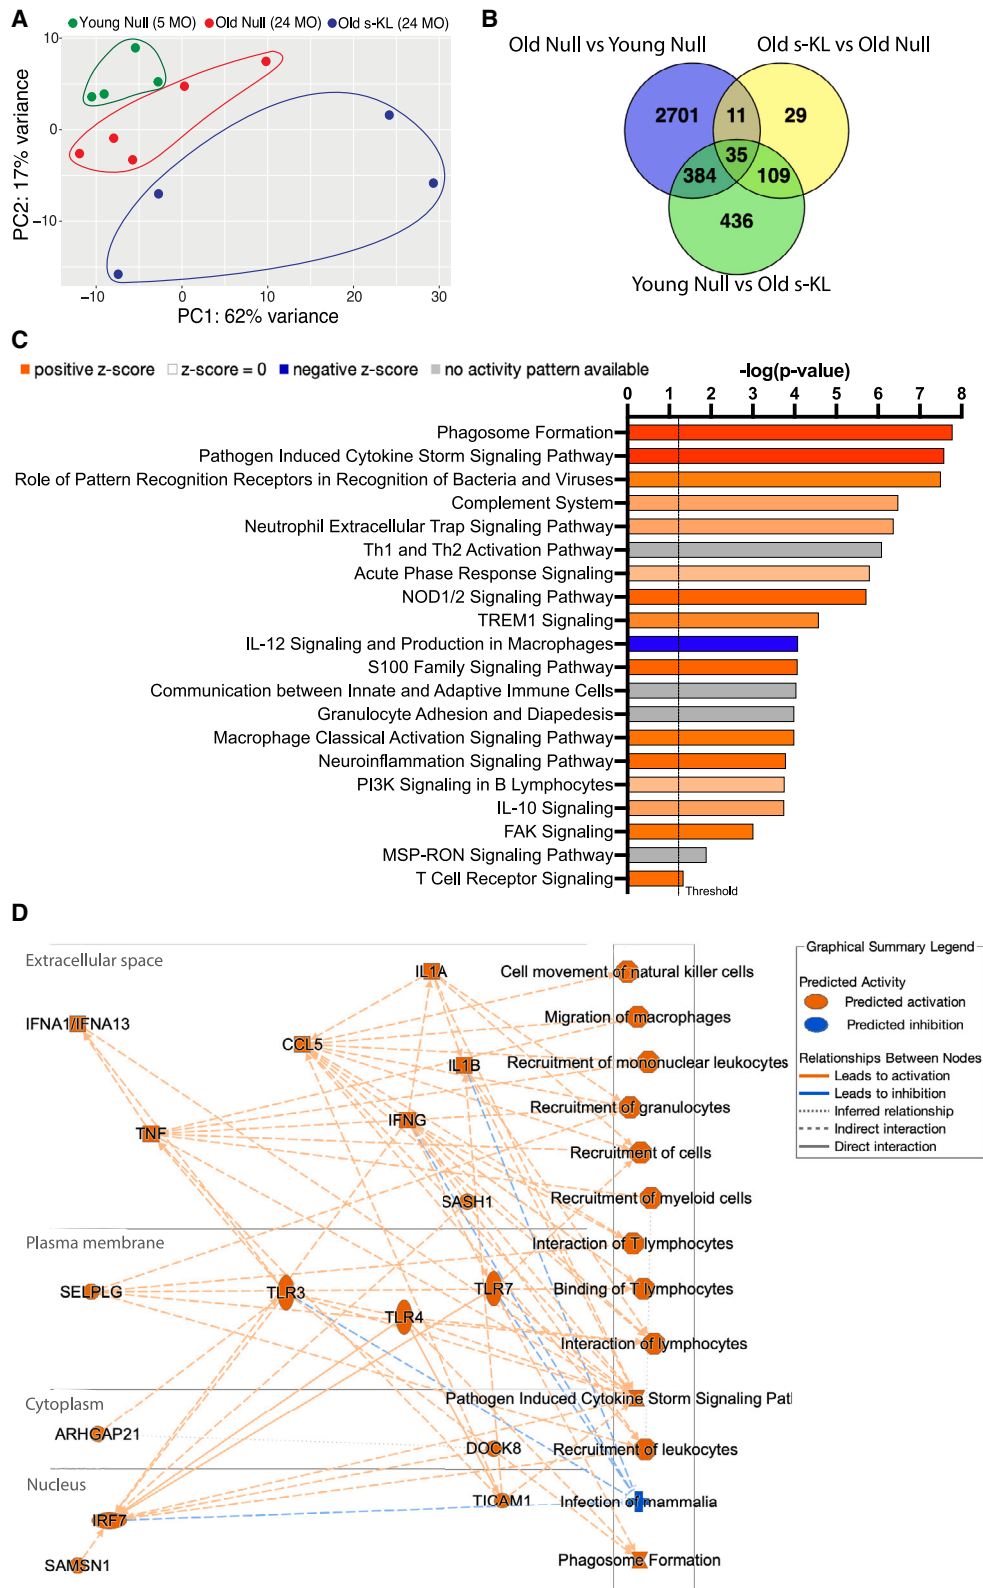 A
Young Null (5 MO) Old Null (24 MO) Old s-KL (24 MO)
10
0
−10
PC2: 17% variance
−10 0 10 20 30
PC1: 62% variance
B
Old Null vs Young Null Old s-KL vs Old Null
2701 11 29
35
384 109
436
Young Null vs Old s-KL
C
positive z-score z-score = 0 negative z-score no activity pattern available
-log(p-value)
0 1 2 3 4 5 6 7 8
Phagosome Formation
Pathogen Induced Cytokine Storm Signaling Pathway
Role of Pattern Recognition Receptors in Recognition of Bacteria and Viruses
Complement System
Neutrophil Extracellular Trap Signaling Pathway
Th1 and Th2 Activation Pathway
Acute Phase Response Signaling
NOD1/2 Signaling Pathway
TREM1 Signaling
IL-12 Signaling and Production in Macrophages
S100 Family Signaling Pathway
Communication between Innate and Adaptive Immune Cells
Granulocyte Adhesion and Diapedesis
Macrophage Classical Activation Signaling Pathway
Neuroinflammation Signaling Pathway
PI3K Signaling in B Lymphocytes
IL-10 Signaling
FAK Signaling
MSP-RON Signaling Pathway
T Cell Receptor Signaling
Threshold
D
Extracellular space
IL1A
IFNA1/IFNA13
CCL5
IL1B
IFNG
TNF
SASH1
Plasma membrane
SELPLG
TLR3
TLR7
TLR4
Cytoplasm
ARHGAP21
DOCK8
Nucleus
TICAM1
IRF7
SAMSN1
Cell movement of natural killer cells
Migration of macrophages
Recruitment of mononuclear leukocytes
Recruitment of granulocytes
Recruitment of cells
Recruitment of myeloid cells
Interaction of T lymphocytes
Binding of T lymphocytes
Interaction of lymphocytes
Pathogen Induced Cytokine Storm Signaling Pat
Recruitment of leukocytes
Infection of mammalia
Phagosome Formation
Graphical Summary Legend
Predicted Activity
Predicted activation
Predicted inhibition
Relationships Between Nodes
Leads to activation
Leads to inhibition
Inferred relationship
Indirect interaction
Direct interaction